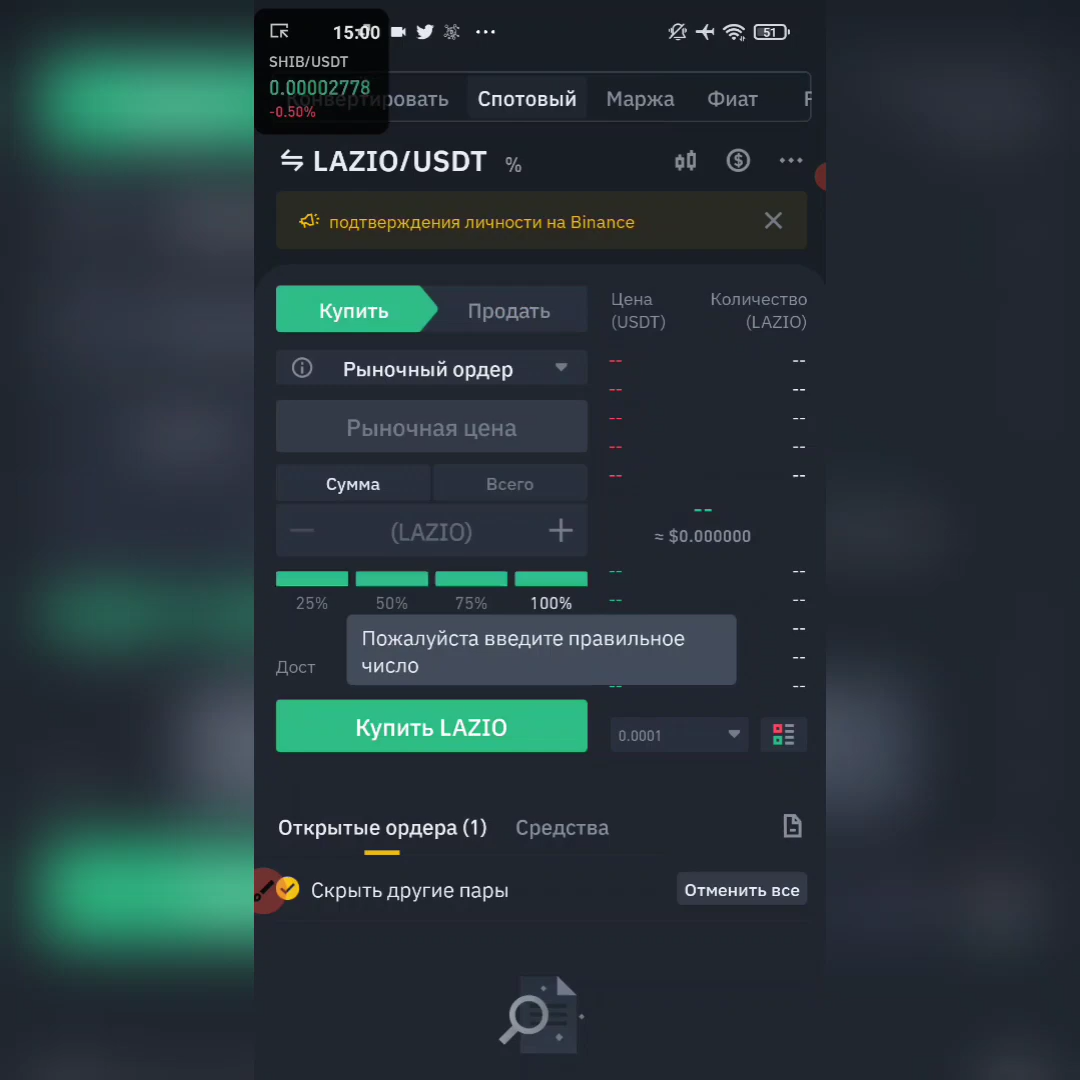 15:00
51
SHIB/USDT
0.00002778
-0.50%
Конвертировать Спотовый Маржа Фиат
LAZIO/USDT %
подтверждения личности на Binance
Купить Продать
Цена (USDT)
Количество (LAZIO)
Рыночный ордер
Рыночная цена
Сумма Всего
(LAZIO)
25% 50% 75% 100%
-- --
-- --
-- --
-- --
-- --
--
≈ $0.000000
-- --
-- --
--
--
-- --
Пожалуйста введите правильное
число
Дост
Купить LAZIO
0.0001
Открытые ордера (1) Средства
Скрыть другие пары Отменить все